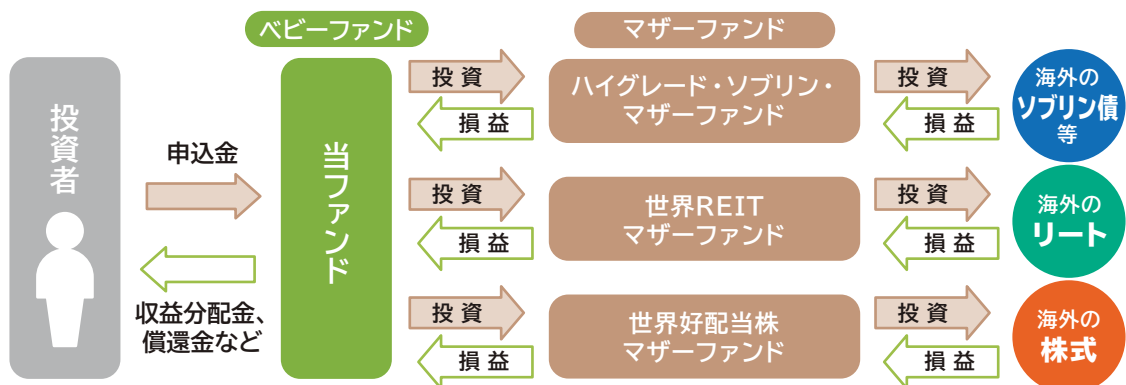 ベビーファンド
マザーファンド
投資者
申込金
収益分配金、
償還金など
当ファンド
投資
損益
ハイグレード・ソブリン・
マザーファンド
投資
損益
海外の
ソブリン債
等
投資
損益
世界REIT
マザーファンド
投資
損益
海外の
リート
投資
損益
世界好配当株
マザーファンド
投資
損益
海外の
株式